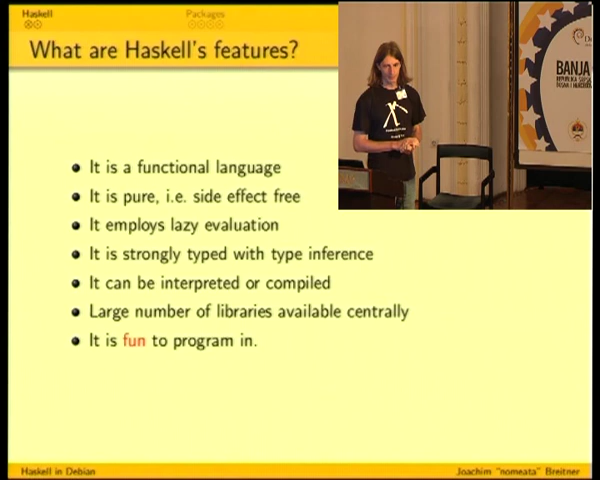 Haskell
Packages
What are Haskell's features?
It is a functional language
It is pure, i.e. side effect free
It employs lazy evaluation
It is strongly typed with type inference
It can be interpreted or compiled
Large number of libraries available centrally
It is fun to program in.
BANJA
Haskell in Debian
Joachim "nomeata" Breitner